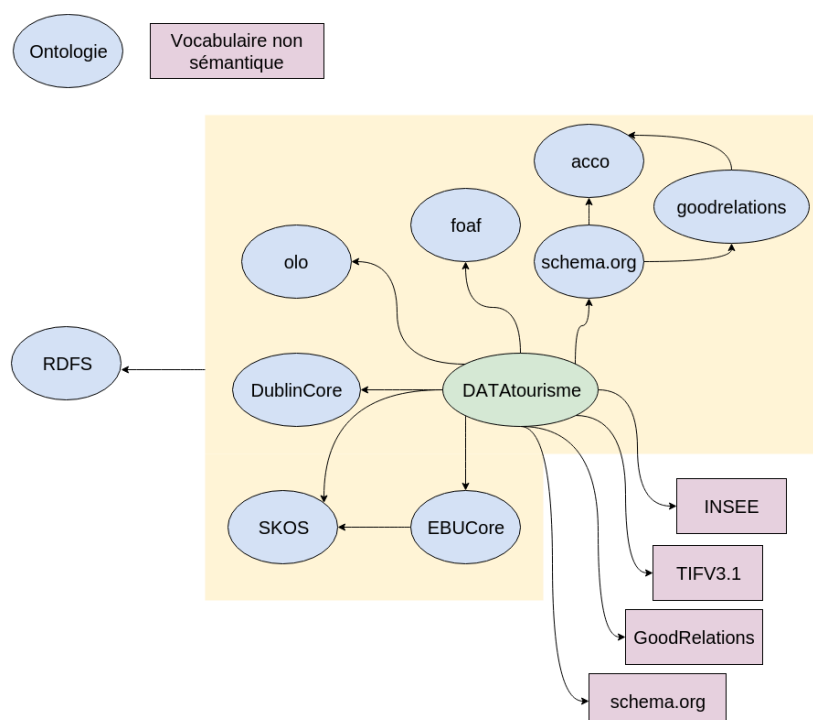 Ontologie
Vocabulaire non
sémantique
acco
goodrelations
foaf
olo
schema.org
RDFS
DublinCore
DATAtourisme
SKOS
EBUCore
INSEE
TIFV3.1
GoodRelations
schema.org